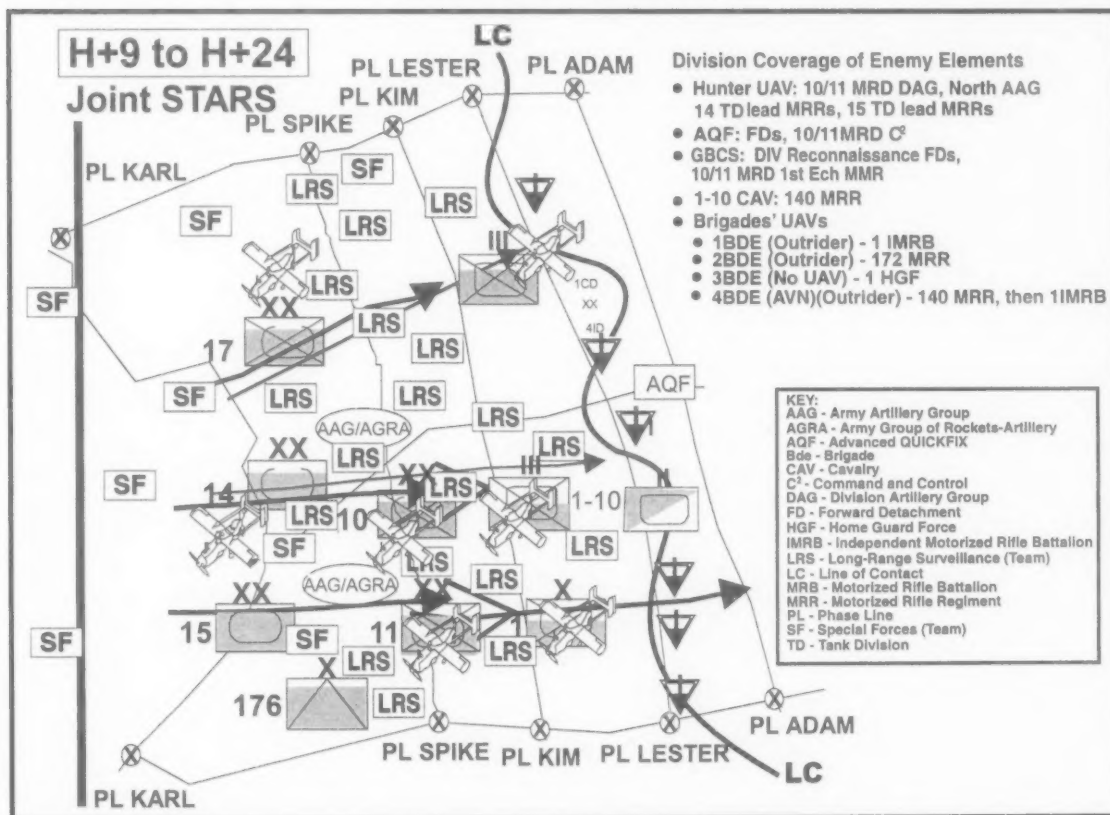 H+9 to H+24
Joint STARS
LC
PL LESTER
PL ADAM
PL KIM
PL SPIKE
PL KARL
Division Coverage of Enemy Elements
● Hunter UAV: 10/11 MRD DAG, North AAG
14 TD lead MRRs, 15 TD lead MRRs
● AQF: FDs, 10/11MRD C²
● GBCS: DIV Reconnaissance FDs,
10/11 MRD 1st Ech MMR
● 1-10 CAV: 140 MRR
● Brigades' UAVs
● 1BDE (Outrider) - 1 IMRB
● 2BDE (Outrider) - 172 MRR
● 3BDE (No UAV) - 1 HGF
● 4BDE (AVN)(Outrider) - 140 MRR, then 1IMRB
SF
LRS
LRS
SF
LRS
LRS
III
LRS
SF
XX
1CD
XX
4ID
17
LRS
LRS
SF
LRS
LRS
AQF
AAG/AGRA
LRS
XX
LRS
LRS
SF
14
XX
LRS
III
10
1-10
II
LRS
SF
LRS
LRS
AAG/AGRA
LRS
XX
XX
X
SF
15
SF
11
LRS
1
LRS
X
176
LRS
PL SPIKE
PL KIM
PL LESTER
PL ADAM
PL KARL
LC
KEY:
AAG - Army Artillery Group
AGRA - Army Group of Rockets-Artillery
AQF - Advanced QUICKFIX
Bde - Brigade
CAV - Cavalry
C² - Command and Control
DAG - Division Artillery Group
FD - Forward Detachment
HGF - Home Guard Force
IMRB - Independent Motorized Rifle Battalion
LRS - Long-Range Surveillance (Team)
LC - Line of Contact
MRB - Motorized Rifle Battalion
MRR - Motorized Rifle Regiment
PL - Phase Line
SF - Special Forces (Team)
TD - Tank Division